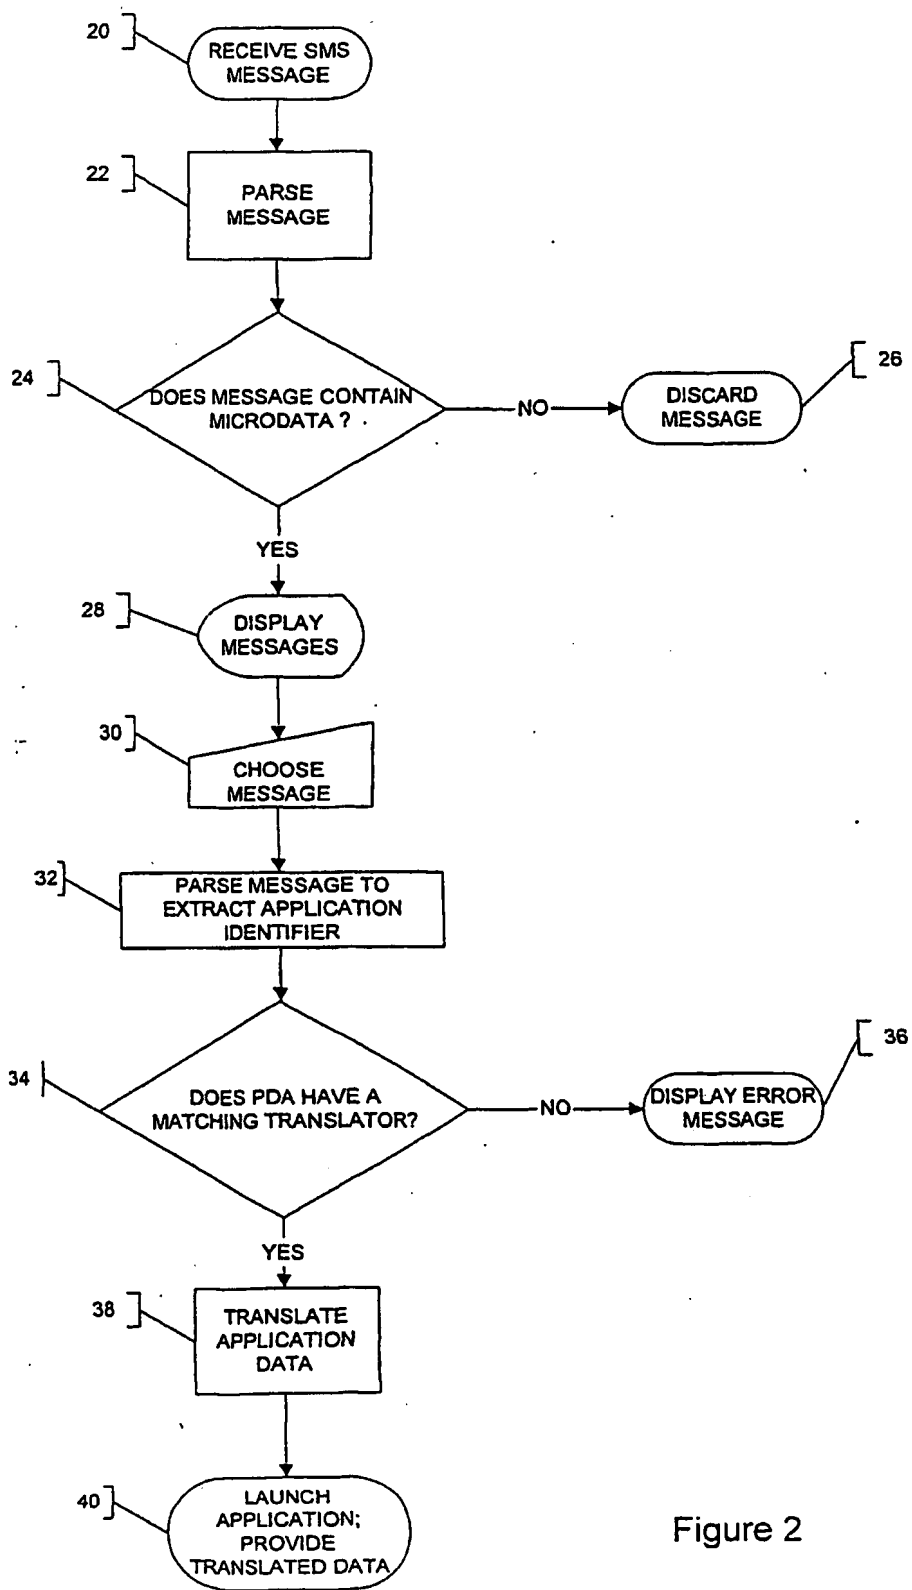 20
RECEIVE SMS
MESSAGE
22
PARSE
MESSAGE
24
DOES MESSAGE CONTAIN
MICRODATA ?
NO
DISCARD
MESSAGE
26
YES
28
DISPLAY
MESSAGES
30
CHOOSE
MESSAGE
32
PARSE MESSAGE TO
EXTRACT APPLICATION
IDENTIFIER
34
DOES PDA HAVE A
MATCHING TRANSLATOR?
NO
DISPLAY ERROR
MESSAGE
36
YES
38
TRANSLATE
APPLICATION
DATA
40
LAUNCH
APPLICATION;
PROVIDE
TRANSLATED DATA
Figure 2